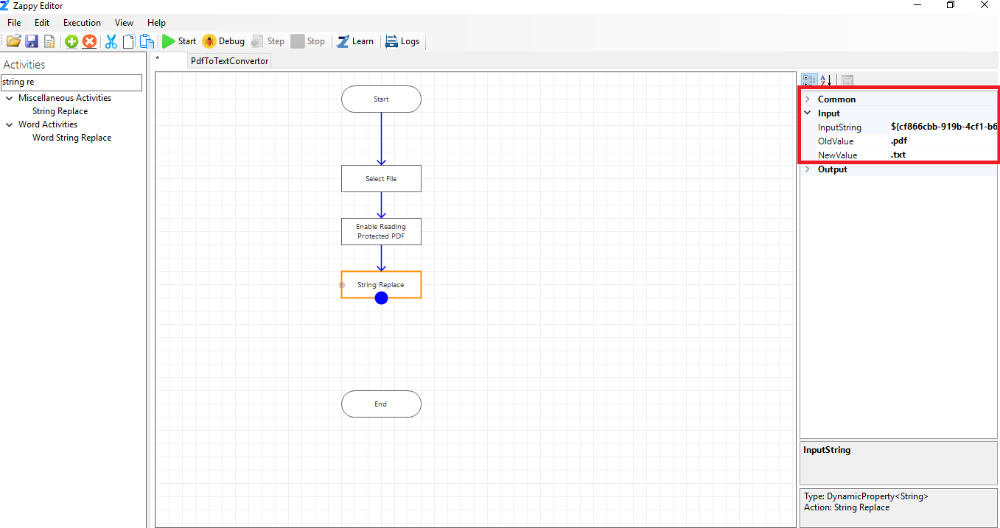 Zappy Editor
File Edit Execution View Help
Start Debug Step Stop Learn Logs
Activities
string re
Miscellaneous Activities
String Replace
Word Activities
Word String Replace
* PdfToTextConvertor
Start
Select File
Enable Reading
Protected PDF
String Replace
End
Common
Input
InputString ${cf866cbb-919b-4cf1-b6
OldValue .pdf
NewValue .txt
Output
InputString
Type: DynamicProperty<String>
Action: String Replace